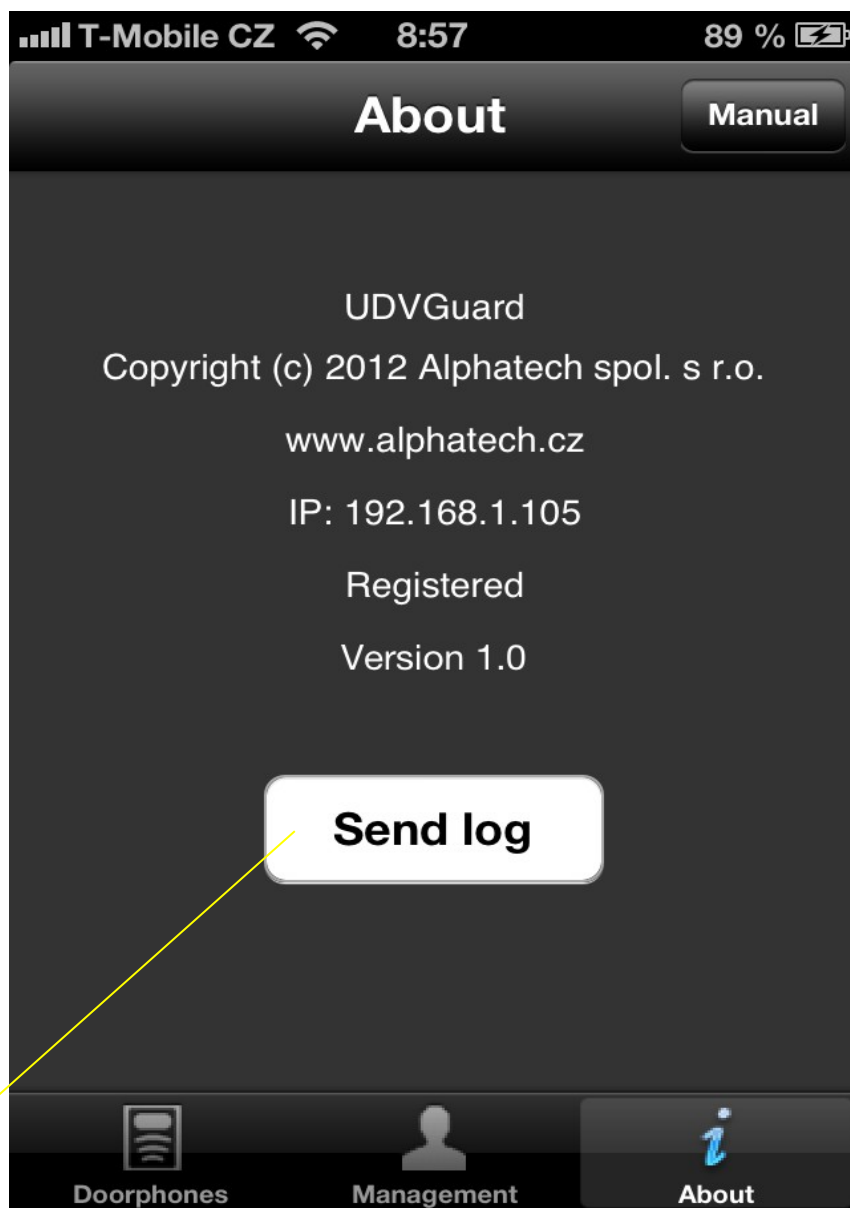 T-Mobile CZ 8:57 89 %
About Manual
UDVGuard
Copyright (c) 2012 Alphatech spol. s r.o.
www.alphatech.cz
IP: 192.168.1.105
Registered
Version 1.0
Send log
Doorphones Management About